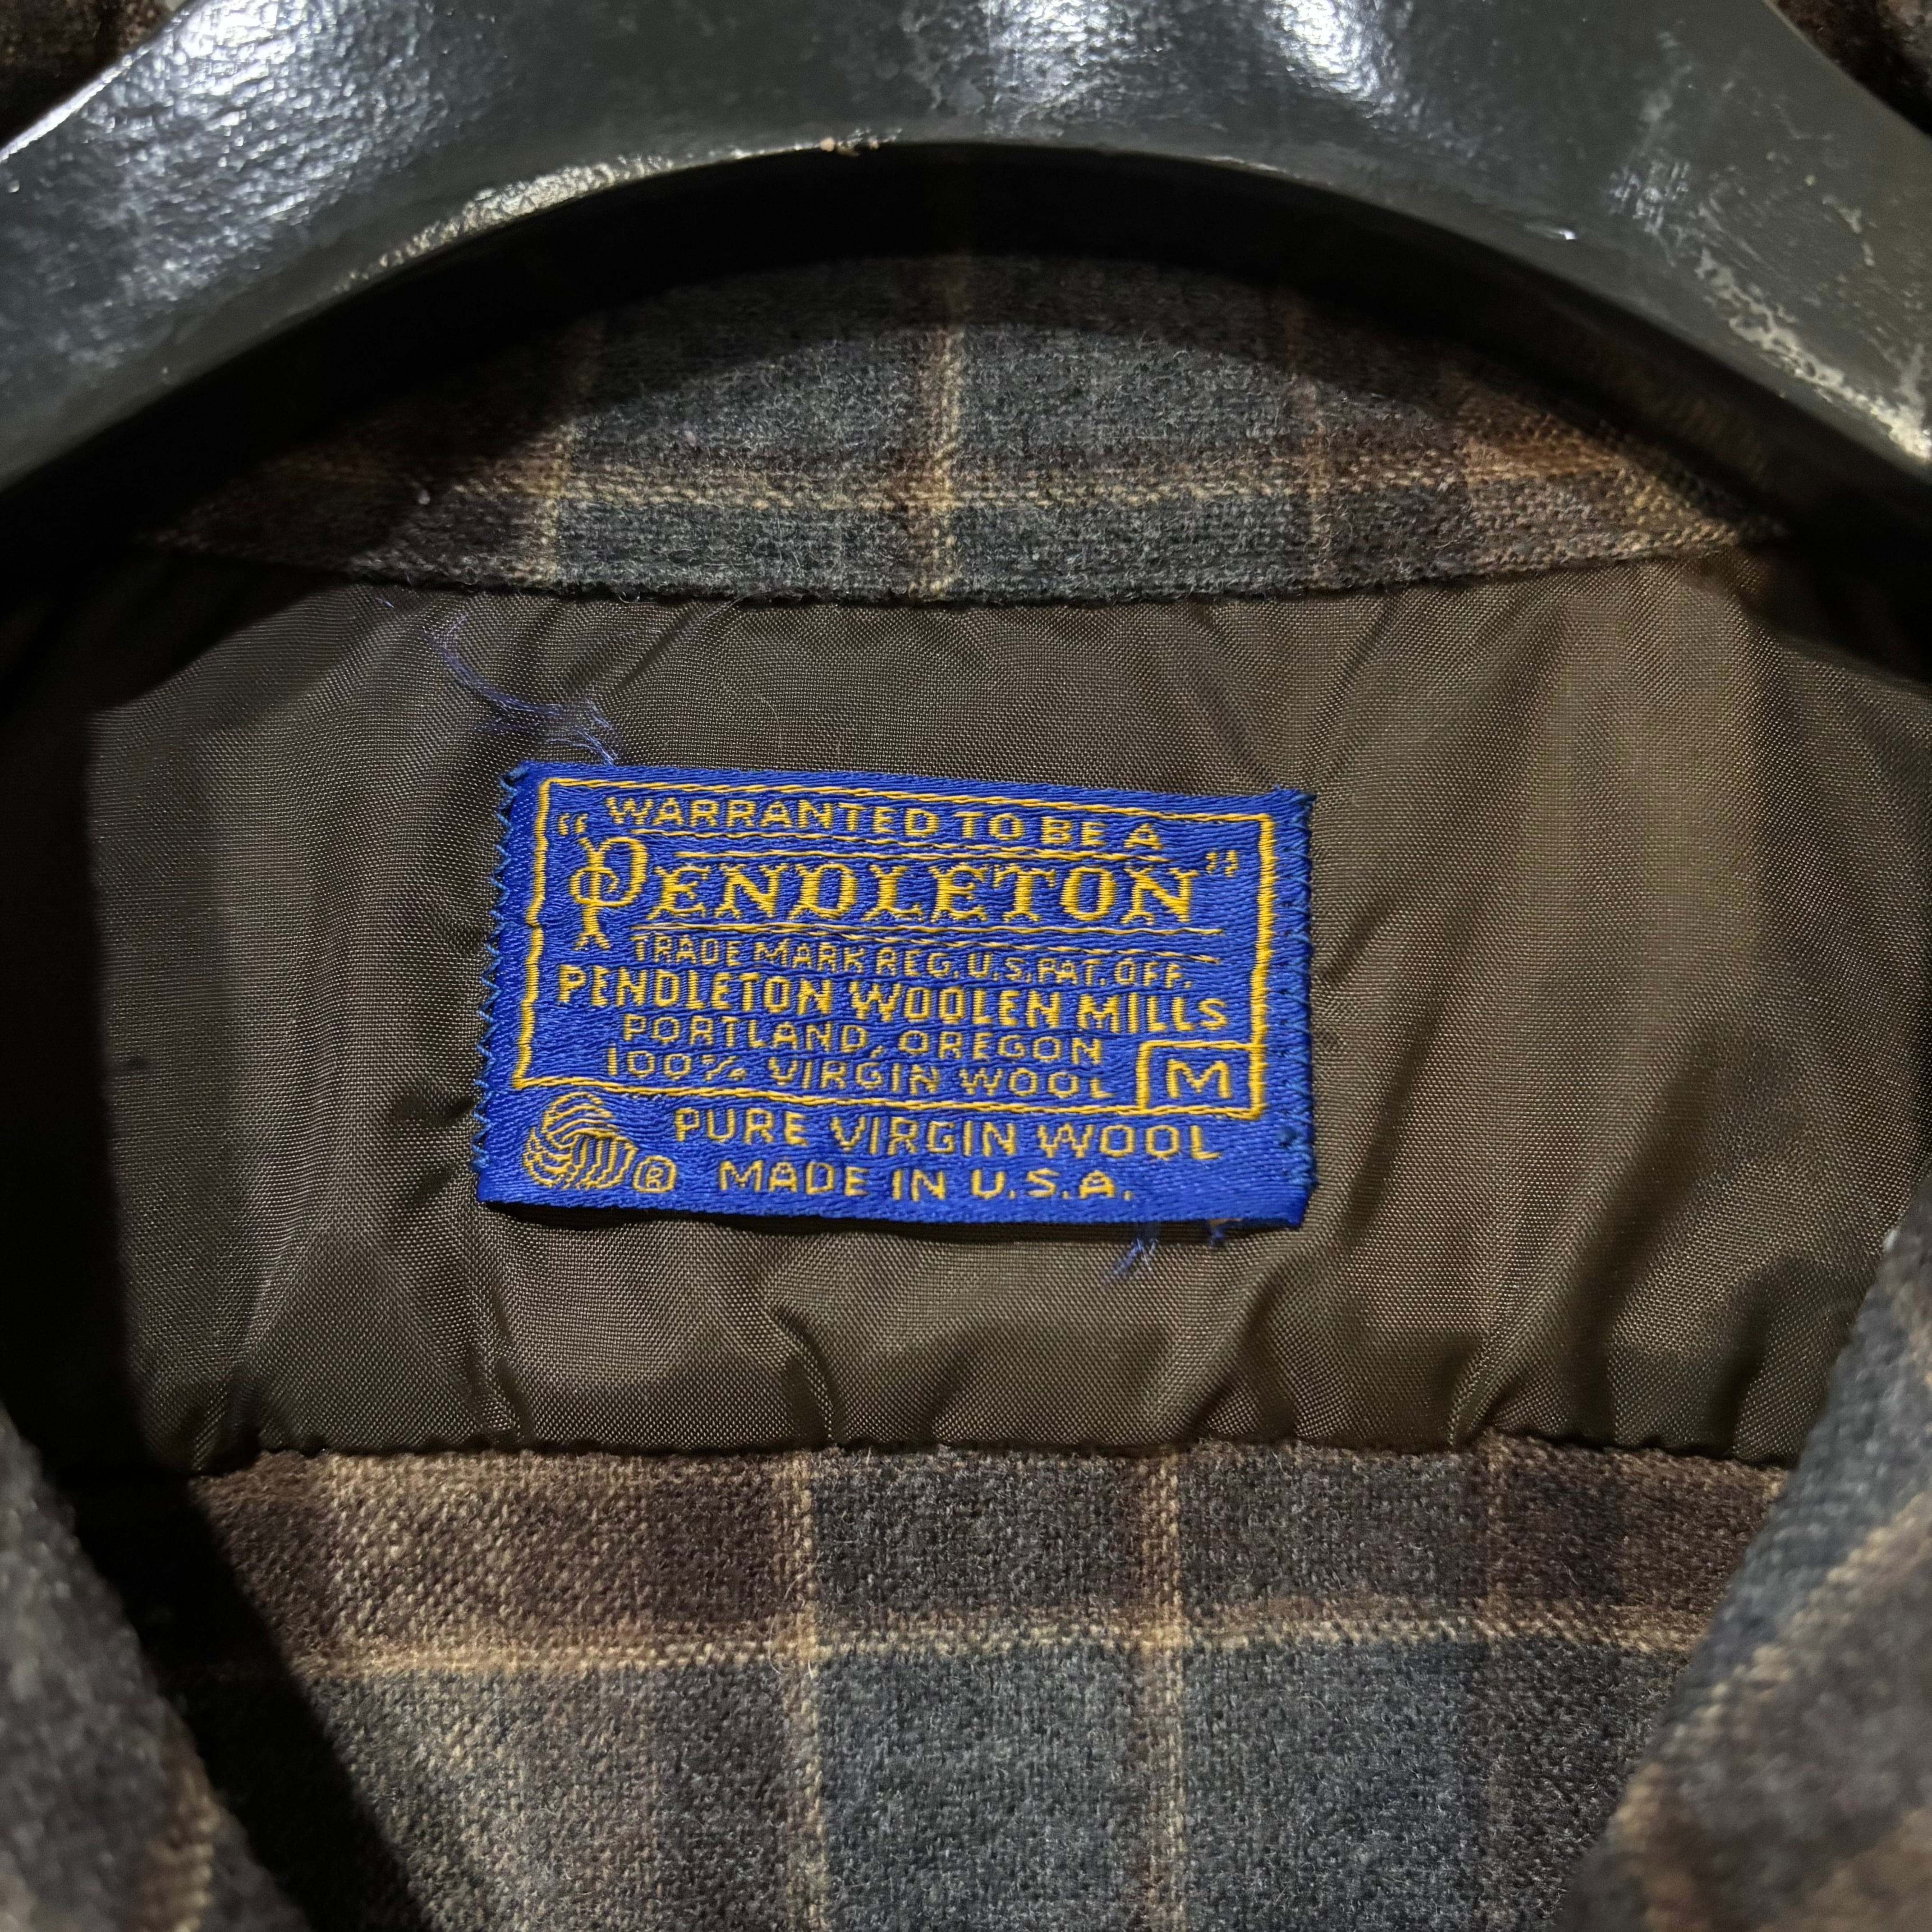 "WARRANTED TO BE A
PENDLETON"
TRADE MARK REG. U.S. PAT. OFF.
PENDLETON WOOLEN MILLS
PORTLAND, OREGON
100% VIRGIN WOOL M
PURE VIRGIN WOOL
® MADE IN U.S.A.